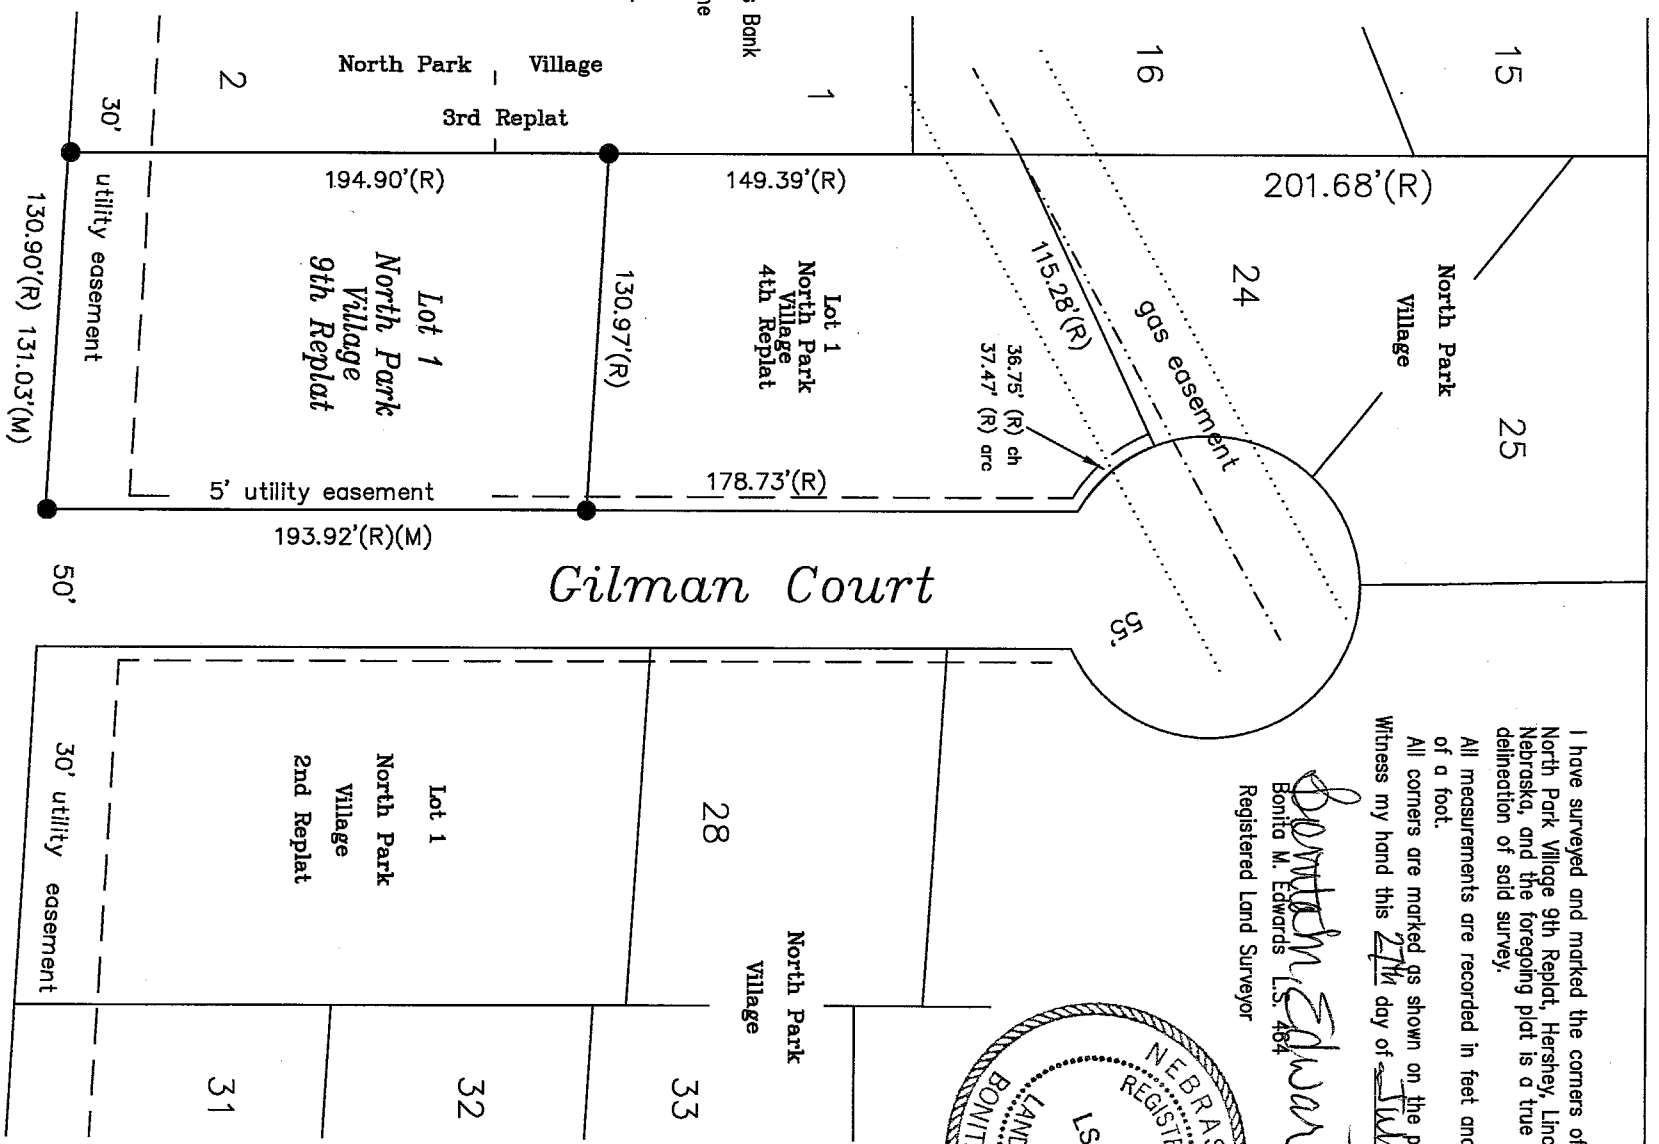 Bank
15
16
1
North Park Village
3rd Replat
2
30'
utility easement
194.90'(R)
149.39'(R)
201.68'(R)
130.90'(R) 131.03'(M)
Lot 1
North Park
Village
9th Replat
130.97'(R)
Lot 1
North Park
Village
4th Replat
115.28'(R)
gas easement
24
North Park
Village
25
36.75' (R) ch
37.47' (R) arc
5' utility easement
178.73'(R)
193.92'(R)(M)
50'
Gilman Court
55'
30' utility easement
Lot 1
North Park
Village
2nd Replat
28
North Park
Village
31
32
33
I have surveyed and marked the corners of
North Park Village 9th Replat, Hershey,
Nebraska, and the foregoing plat is a true
delineation of said survey.
All measurements are recorded in feet and
of a foot.
All corners are marked as shown on the
Witness my hand this 27th day of
Bonita M. Edwards L.S. 464
Registered Land Surveyor
LS